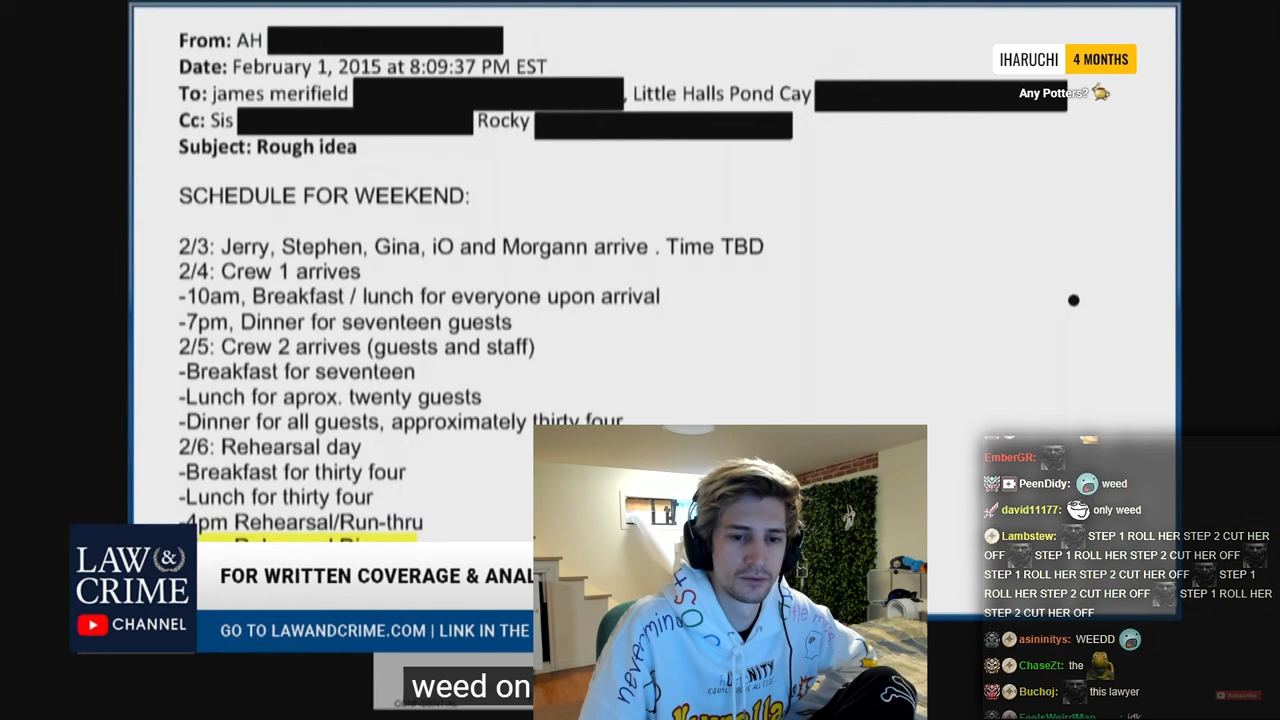 From: AH
Date: February 1, 2015 at 8:09:37 PM EST
To: james merifield , Little Halls Pond Cay
Cc: Sis Rocky
Subject: Rough idea
SCHEDULE FOR WEEKEND:
2/3: Jerry, Stephen, Gina, iO and Morgann arrive . Time TBD
2/4: Crew 1 arrives
-10am, Breakfast / lunch for everyone upon arrival
-7pm, Dinner for seventeen guests
2/5: Crew 2 arrives (guests and staff)
-Breakfast for seventeen
-Lunch for aprox. twenty guests
-Dinner for all guests, approximately thirty four
2/6: Rehearsal day
-Breakfast for thirty four
-Lunch for thirty four
-4pm Rehearsal/Run-thru
IHARUCHI 4 MONTHS
Any Potters?
LAW &
CRIME
CHANNEL
FOR WRITTEN COVERAGE & ANAL
GO TO LAWANDCRIME.COM | LINK IN THE
weed on
CONFIDENTIAL
nevermind
HUMANITY
EmberGR:
PeenDidy: weed
david11177: only weed
Lambstew: STEP 1 ROLL HER STEP 2 CUT HER
OFF STEP 1 ROLL HER STEP 2 CUT HER OFF
STEP 1 ROLL HER STEP 2 CUT HER OFF STEP 1
ROLL HER STEP 2 CUT HER OFF STEP 1 ROLL HER
STEP 2 CUT HER OFF
asininitys: WEEDD
ChaseZt: the
Buchoj: this lawyer
FeelsWeirdMan: idk
Subscribe